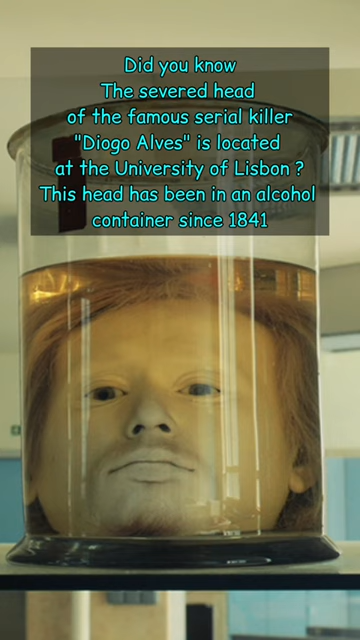 Did you know
The severed head
of the famous serial killer
"Diogo Alves" is located
at the University of Lisbon ?
This head has been in an alcohol
container since 1841